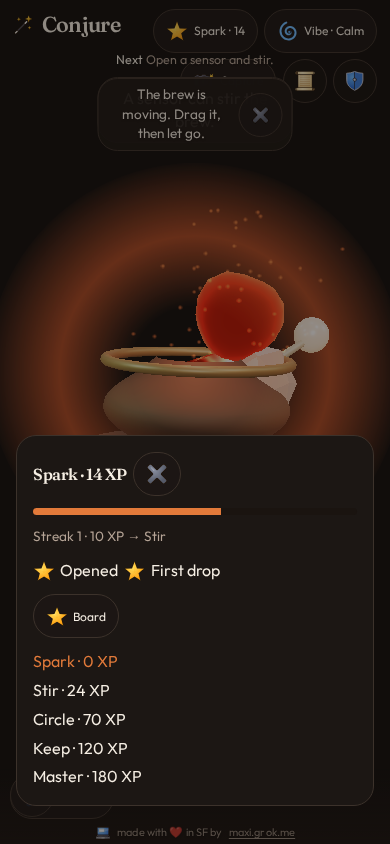 Conjure
Spark · 14
Vibe · Calm
Next Open a sensor and stir.
The brew is
moving. Drag it,
then let go.
Spark · 14 XP
Streak 1 · 10 XP → Stir
Opened
First drop
Board
Spark · 0 XP
Stir · 24 XP
Circle · 70 XP
Keep · 120 XP
Master · 180 XP
made with ❤️ in SF by maxi.grok.me